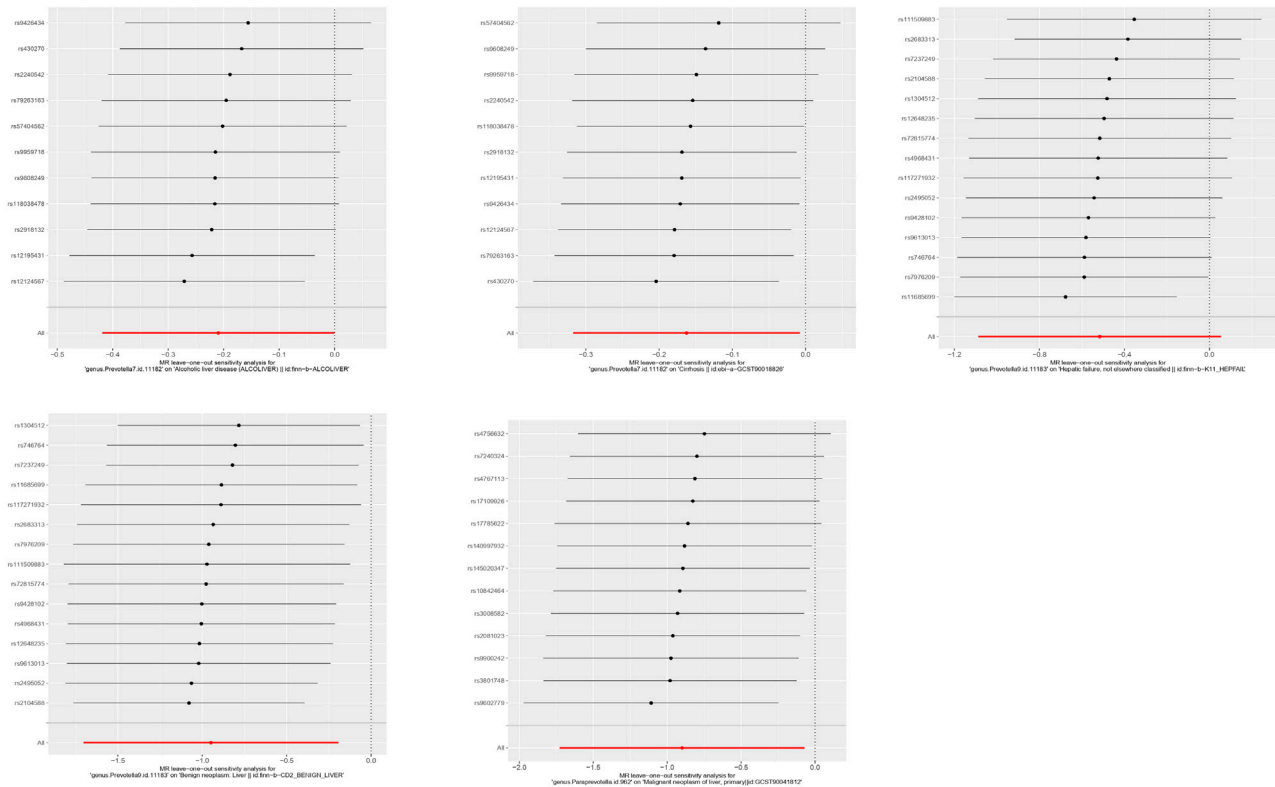 rs9426434
rs430270
rs2240542
rs79263163
rs57404562
rs9959718
rs9608249
rs118038478
rs2918132
rs12195431
rs12124567
All
−0.5 −0.4 −0.3 −0.2 −0.1 0.0
MR leave−one−out sensitivity analysis for
'genus.Prevotella7.id.11182' on 'Alcoholic liver disease (ALCOLIVER) || id:finn−b−ALCOLIVER'
rs57404562
rs9608249
rs9959718
rs2240542
rs118038478
rs2918132
rs12195431
rs9426434
rs12124567
rs79263163
rs430270
All
−0.3 −0.2 −0.1 0.0
MR leave−one−out sensitivity analysis for
'genus.Prevotella7.id.11182' on 'Cirrhosis || id:ebi−a−GCST90018826'
rs111509883
rs2683313
rs7237249
rs2104588
rs1304512
rs12648235
rs72815774
rs4968431
rs117271932
rs2495052
rs9428102
rs9613013
rs746764
rs7976209
rs11685699
All
−1.2 −0.8 −0.4 0.0
MR leave−one−out sensitivity analysis for
'genus.Prevotella9.id.11183' on 'Hepatic failure, not elsewhere classified || id:finn−b−K11_HEPFAIL'
rs1304512
rs746764
rs7237249
rs11685699
rs117271932
rs2683313
rs7976209
rs111509883
rs72815774
rs9428102
rs4968431
rs12648235
rs9613013
rs2495052
rs2104588
All
−1.5 −1.0 −0.5 0.0
MR leave−one−out sensitivity analysis for
'genus.Prevotella9.id.11183' on 'Benign neoplasm: Liver || id:finn−b−CD2_BENIGN_LIVER'
rs4756632
rs7240324
rs4767113
rs17109926
rs17785622
rs140997932
rs145020347
rs10842464
rs3008582
rs2081023
rs9600242
rs3801748
rs9602779
All
−2.0 −1.5 −1.0 −0.5 0.0
MR leave−one−out sensitivity analysis for
'genus.Paraprevotella.id.962' on 'Malignant neoplasm of liver, primary||id:GCST90041812'